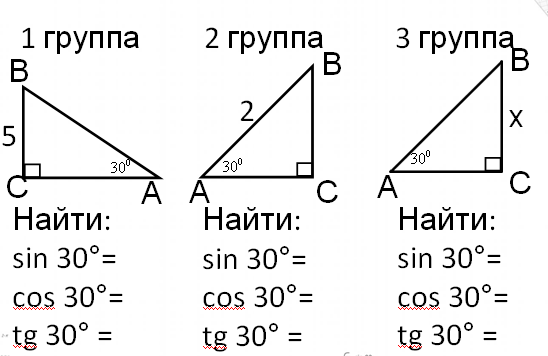 1 группа
B
5
30⁰
C
A
Найти:
sin 30°=
cos 30°=
tg 30° =
2 группа
B
2
30⁰
A
C
Найти:
sin 30°=
cos 30°=
tg 30° =
3 группа
B
X
30⁰
A
C
Найти:
sin 30°=
cos 30°=
tg 30° =